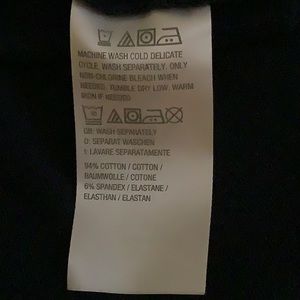 MACHINE WASH COLD DELICATE
CYCLE. WASH SEPARATELY. ONLY
NON-CHLORINE BLEACH WHEN
NEEDED. TUMBLE DRY LOW. WARM
IRON IF NEEDED
GB: WASH SEPARATELY
D: SEPARAT WASCHEN
I: LAVARE SEPARATAMENTE
94% COTTON / COTTON /
BAUMWOLLE / COTONE
6% SPANDEX / ELASTANE /
ELASTHAN / ELASTAN